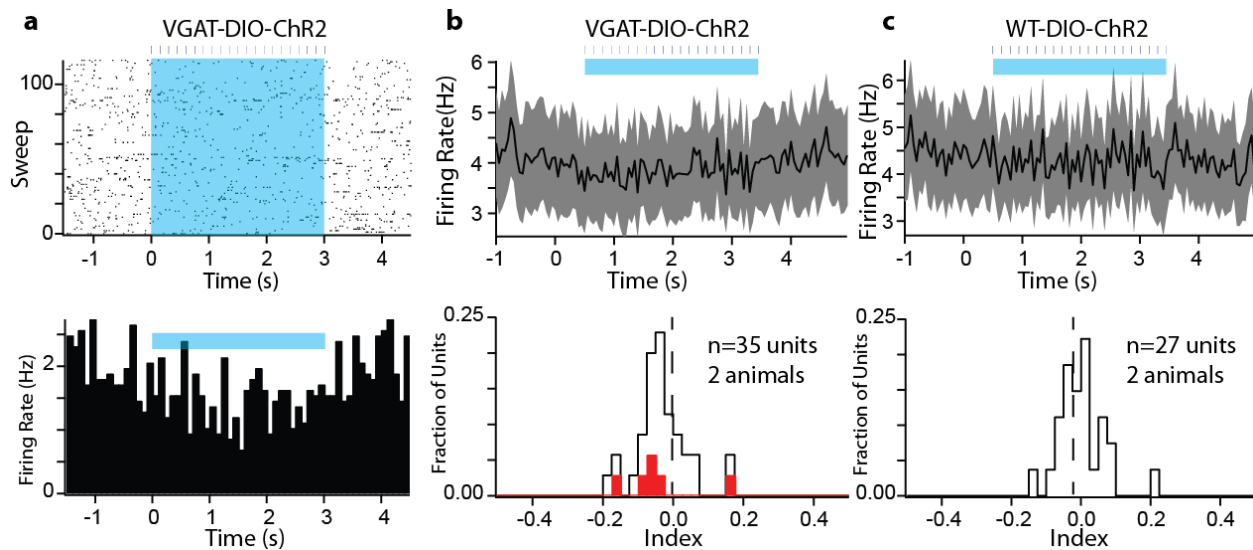 a
VGAT-DIO-ChR2
100
0
Sweep
-1 0 1 2 3 4
Time (s)
2
0
Firing Rate (Hz)
-1 0 1 2 3 4
Time (s)
b
VGAT-DIO-ChR2
6
5
4
3
Firing Rate(Hz)
-1 0 1 2 3 4
Time (s)
0.25
0.00
Fraction of Units
n=35 units
2 animals
-0.4 -0.2 0.0 0.2 0.4
Index
c
WT-DIO-ChR2
6
5
4
3
Firing Rate (Hz)
-1 0 1 2 3 4
Time (s)
0.25
0.00
Fraction of Units
n=27 units
2 animals
-0.4 -0.2 0.0 0.2 0.4
Index